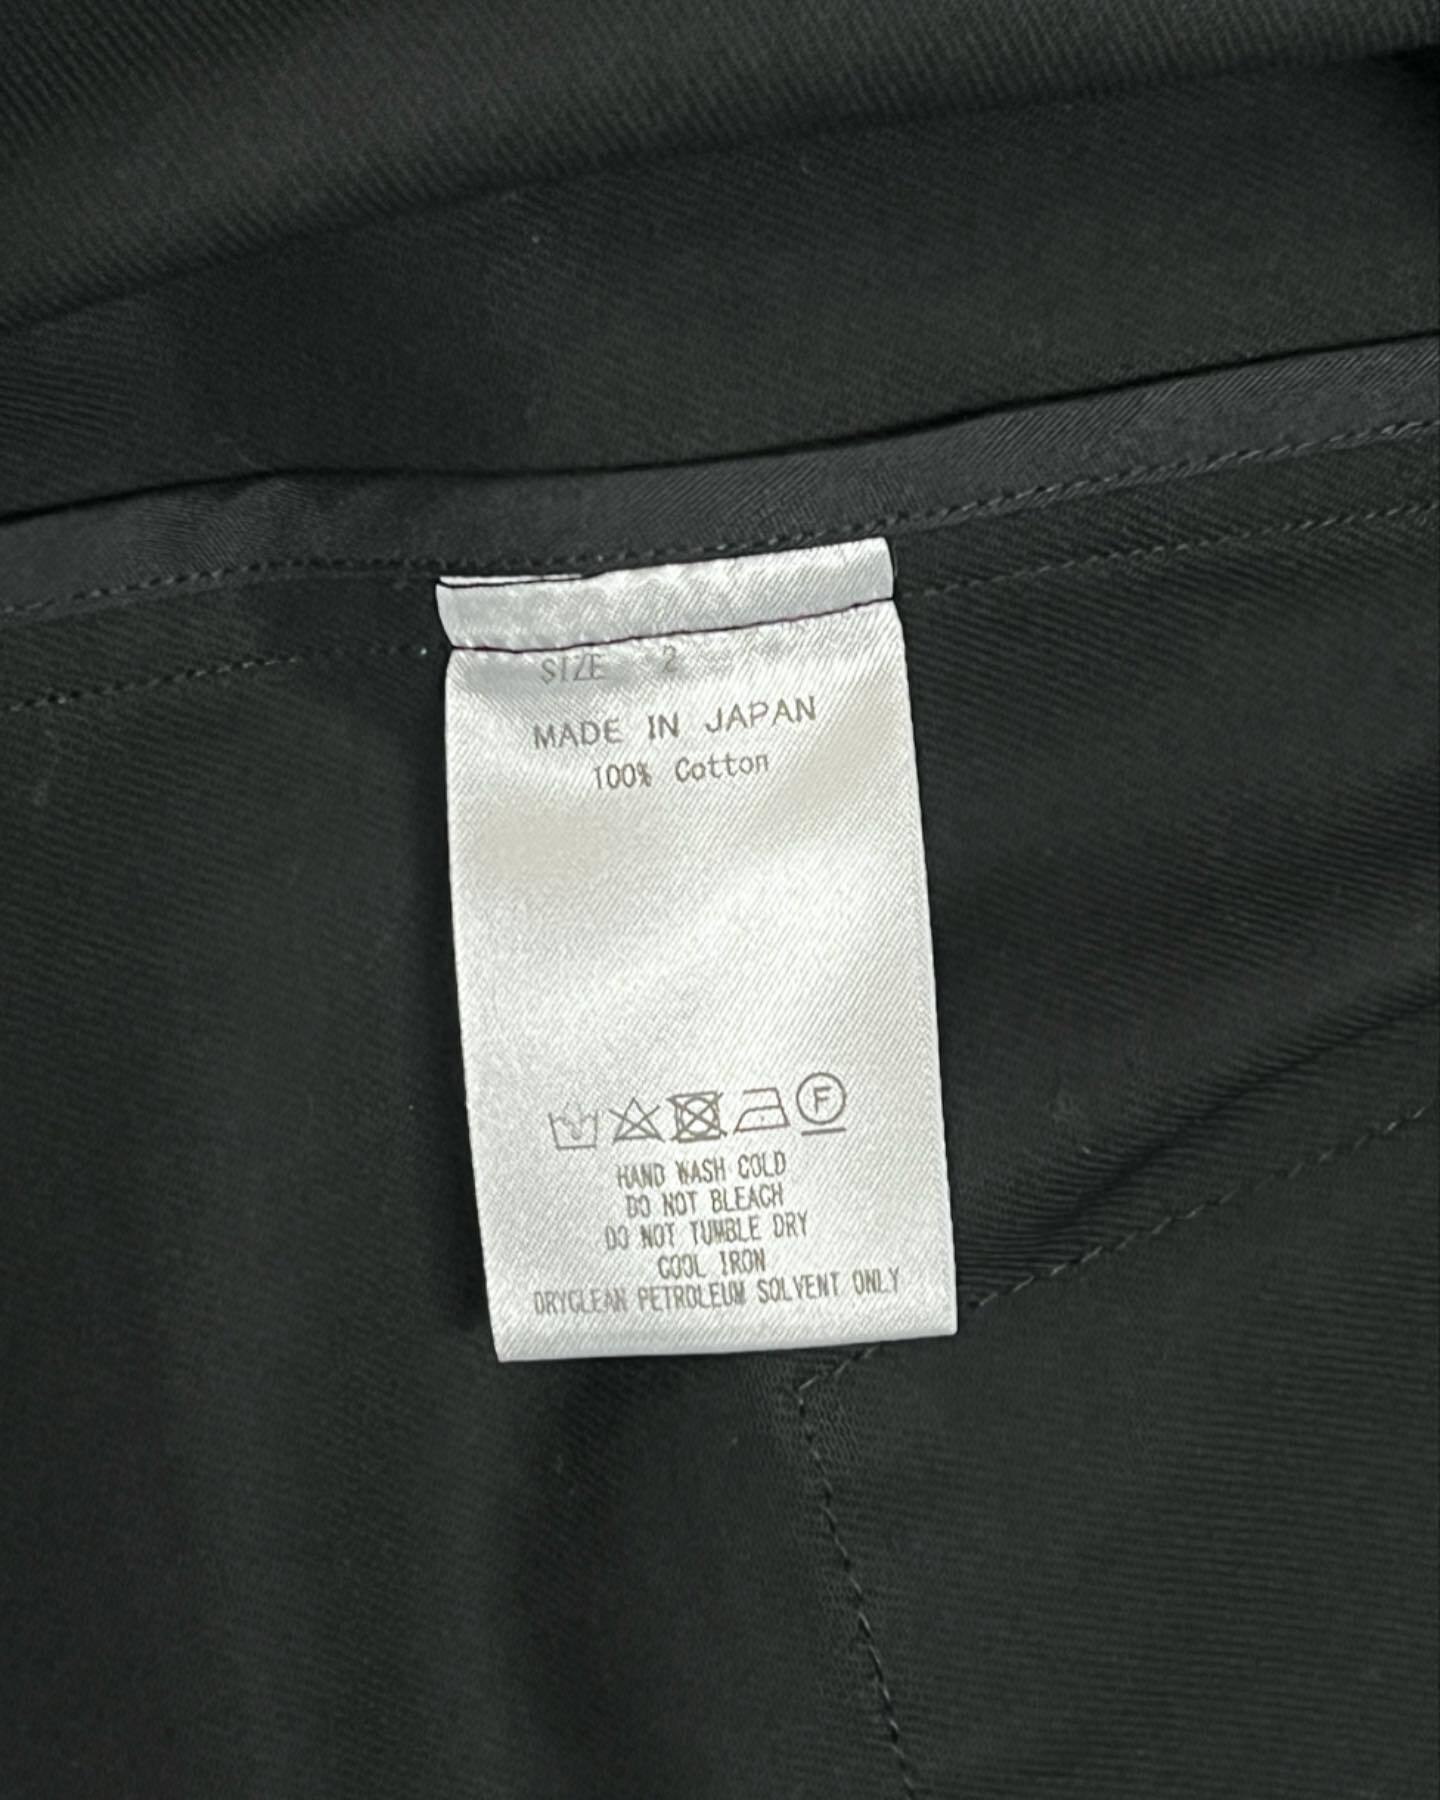 SIZE 2
MADE IN JAPAN
100% Cotton
F
HAND WASH COLD
DO NOT BLEACH
DO NOT TUMBLE DRY
COOL IRON
DRYCLEAN PETROLEUM SOLVENT ONLY